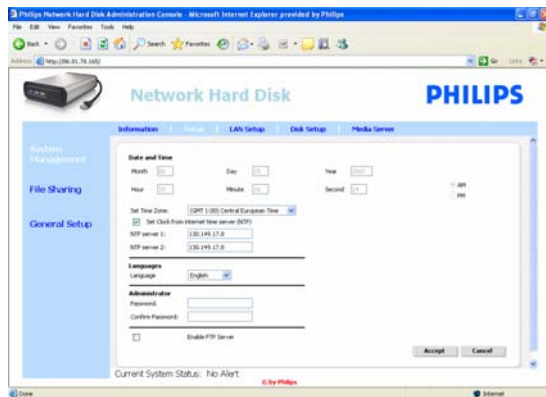 Philips Network Hard Disk Administration Console - Microsoft Internet Explorer provided by Philips
File Edit View Favorites Tools Help
Back Search Favorites
Address Go Links
Network Hard Disk
PHILIPS
Information Setup LAN Setup Disk Setup Media Server
System Management
File Sharing
General Setup
Date and Time
Month Day Year 2007
Hour Minute Second AM
PM
Set Time Zone: (GMT 1:00) Central European Time
Set Clock from internet time server (NTP)
NTP server 1: 130.149.17.8
NTP server 2: 130.149.17.8
Languages
Language English
Administrator
Password:
Confirm Password:
Enable FTP Server
Accept Cancel
Current System Status: No Alert
© by Philips
Done Internet